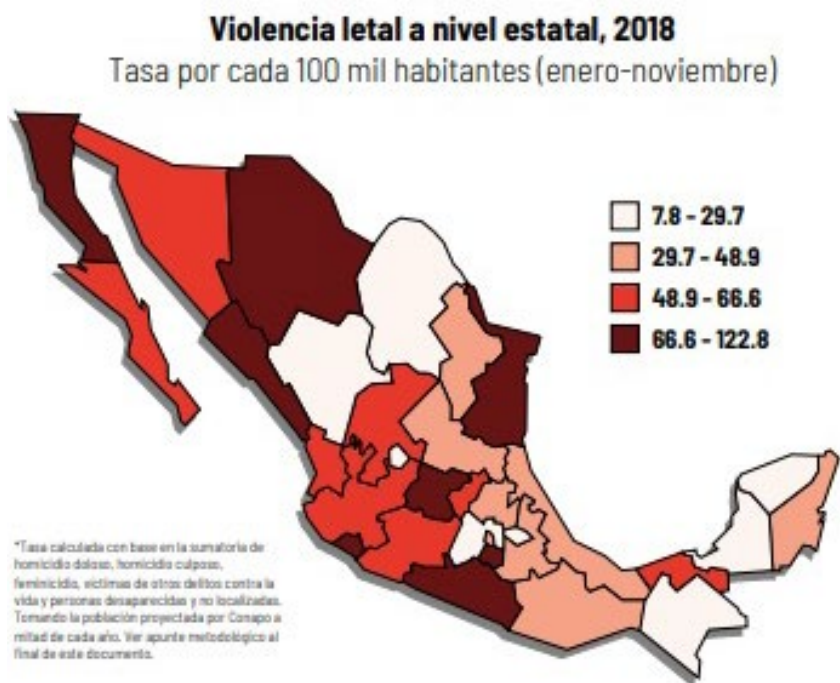 Violencia letal a nivel estatal, 2018
Tasa por cada 100 mil habitantes (enero-noviembre)
7.8 - 29.7
29.7 - 48.9
48.9 - 66.6
66.6 - 122.8
*Tasa calculada con base en la sumatoria de
homicidio doloso, homicidio culposo,
feminicidio, víctimas de otros delitos contra la
vida y personas desaparecidas y no localizadas.
Tomando la población proyectada por Conapo a
mitad de cada año. Ver apunte metodológico al
final de este documento.